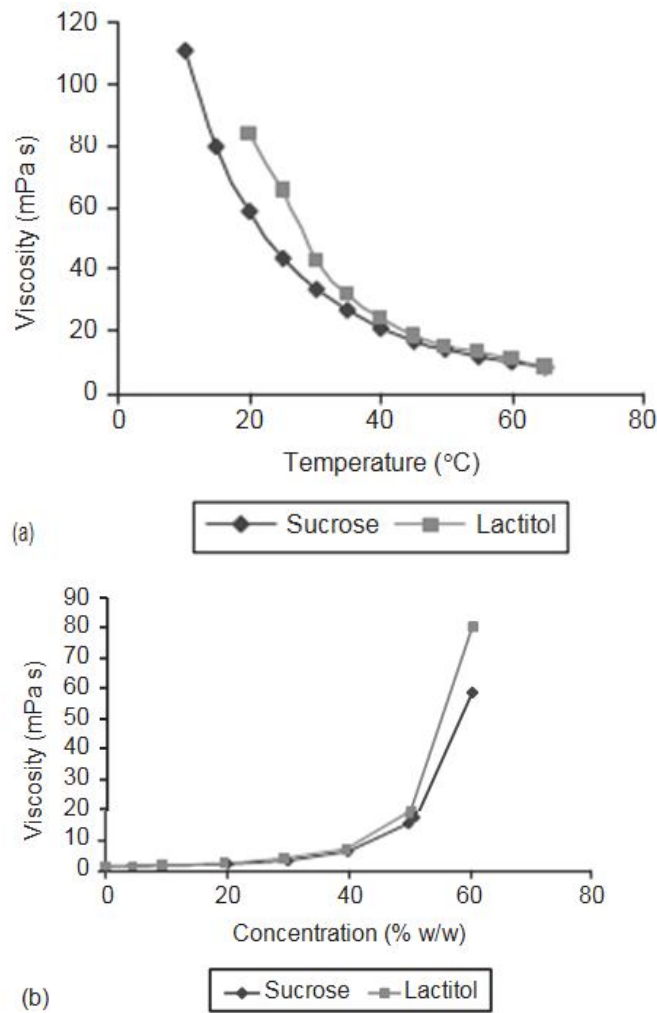 120
100
80
60
40
20
0
Viscosity (mPa s)
0 20 40 60 80
Temperature (°C)
Sucrose Lactitol
(a)
90
80
70
60
50
40
30
20
10
0
Viscosity (mPa s)
0 20 40 60 80
Concentration (% w/w)
Sucrose Lactitol
(b)